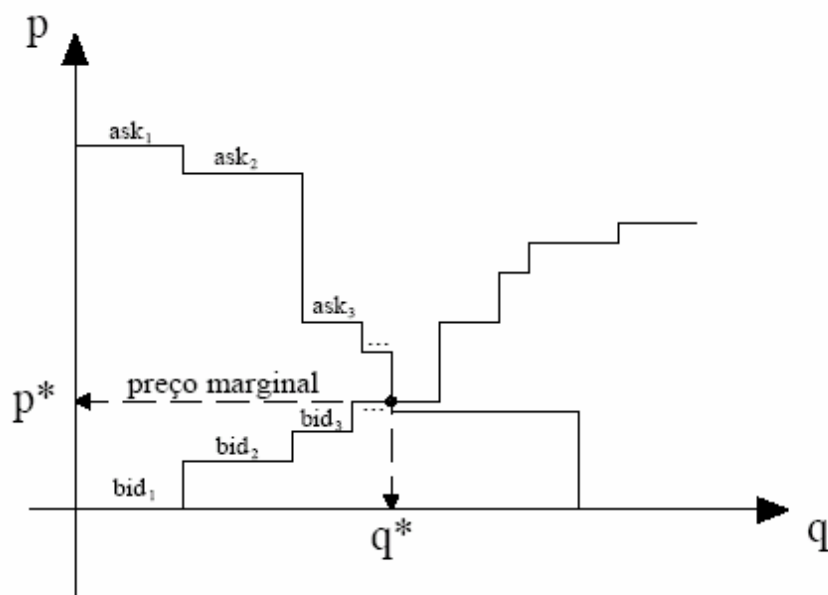 p
ask₁
ask₂
ask₃
...
preço marginal
p*
...
bid₃
bid₂
bid₁
q*
q